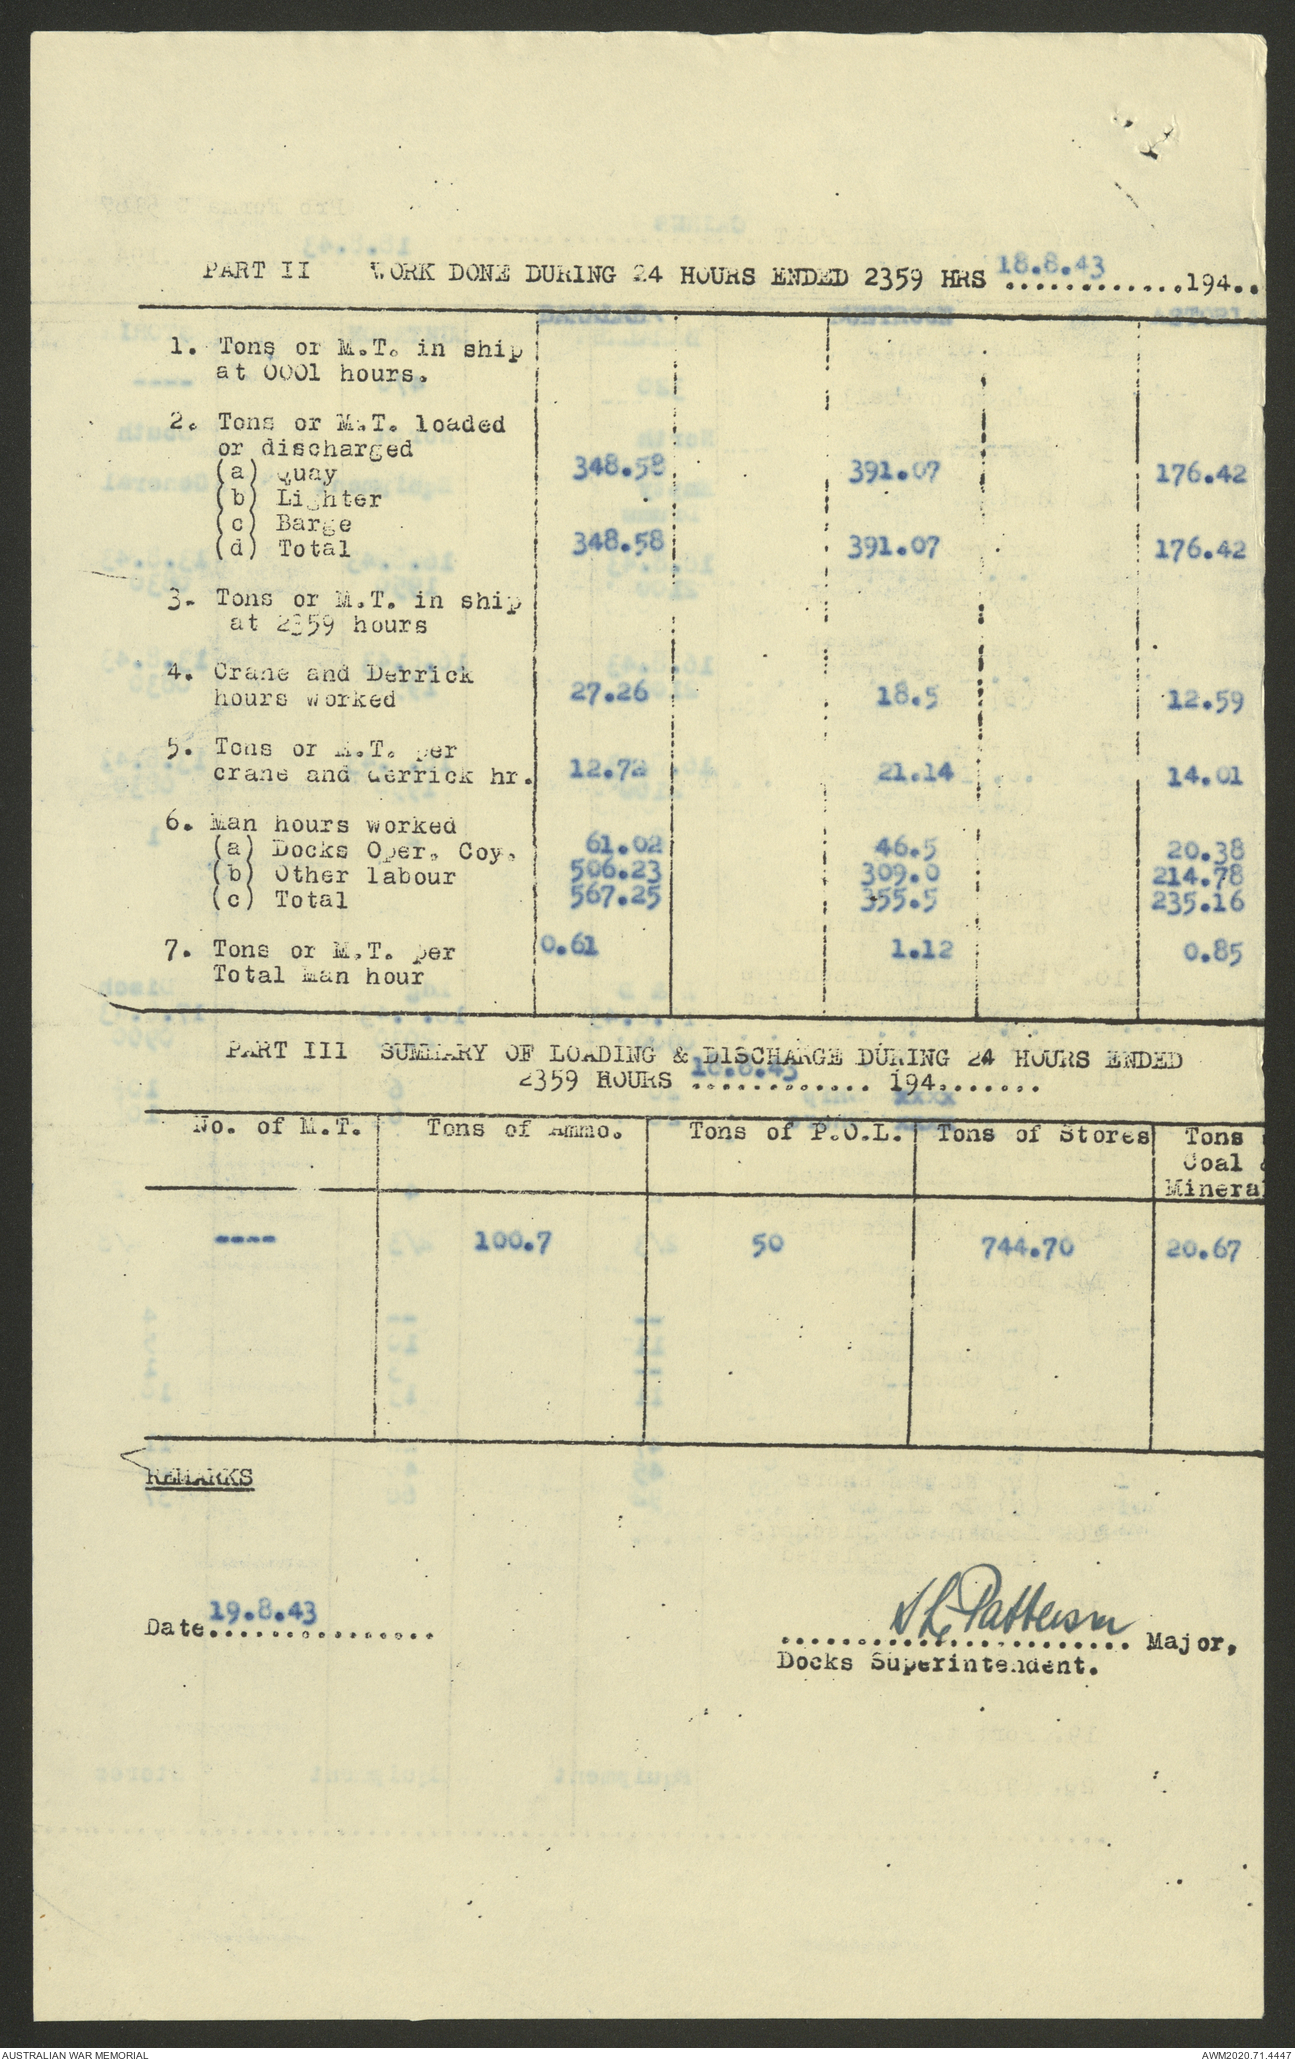 PART II WORK DONE DURING 24 HOURS ENDED 2359 HRS 18.8.43 .............194..
1. Tons or M.T. in ship
at 0001 hours.
2. Tons or M.T. loaded
or discharged
(a) Quay 348.58 391.07 176.42
(b) Lighter
(c) Barge
(d) Total 348.58 391.07 176.42
3. Tons or M.T. in ship
at 2359 hours
4. Crane and Derrick
hours worked 27.26 18.5 12.59
5. Tons or M.T. per
crane and derrick hr. 12.72 21.14 14.01
6. Man hours worked
(a) Docks Oper. Coy. 61.02 46.5 20.38
(b) Other labour 506.23 309.0 214.78
(c) Total 567.25 355.5 235.16
7. Tons or M.T. per 0.61 1.12 0.85
Total Man hour
PART III SUMMARY OF LOADING & DISCHARGE DURING 24 HOURS ENDED
2359 HOURS 18.8.43 ............ 194.......
No. of M.T. Tons of Ammo. Tons of P.O.L. Tons of Stores Tons
Coal
Mineral
---- 100.7 50 744.70 20.67
REMARKS
Date 19.8.43 ...............
Patterson Major,
Docks Superintendent.
AUSTRALIAN WAR MEMORIAL AWM2020.71.4447